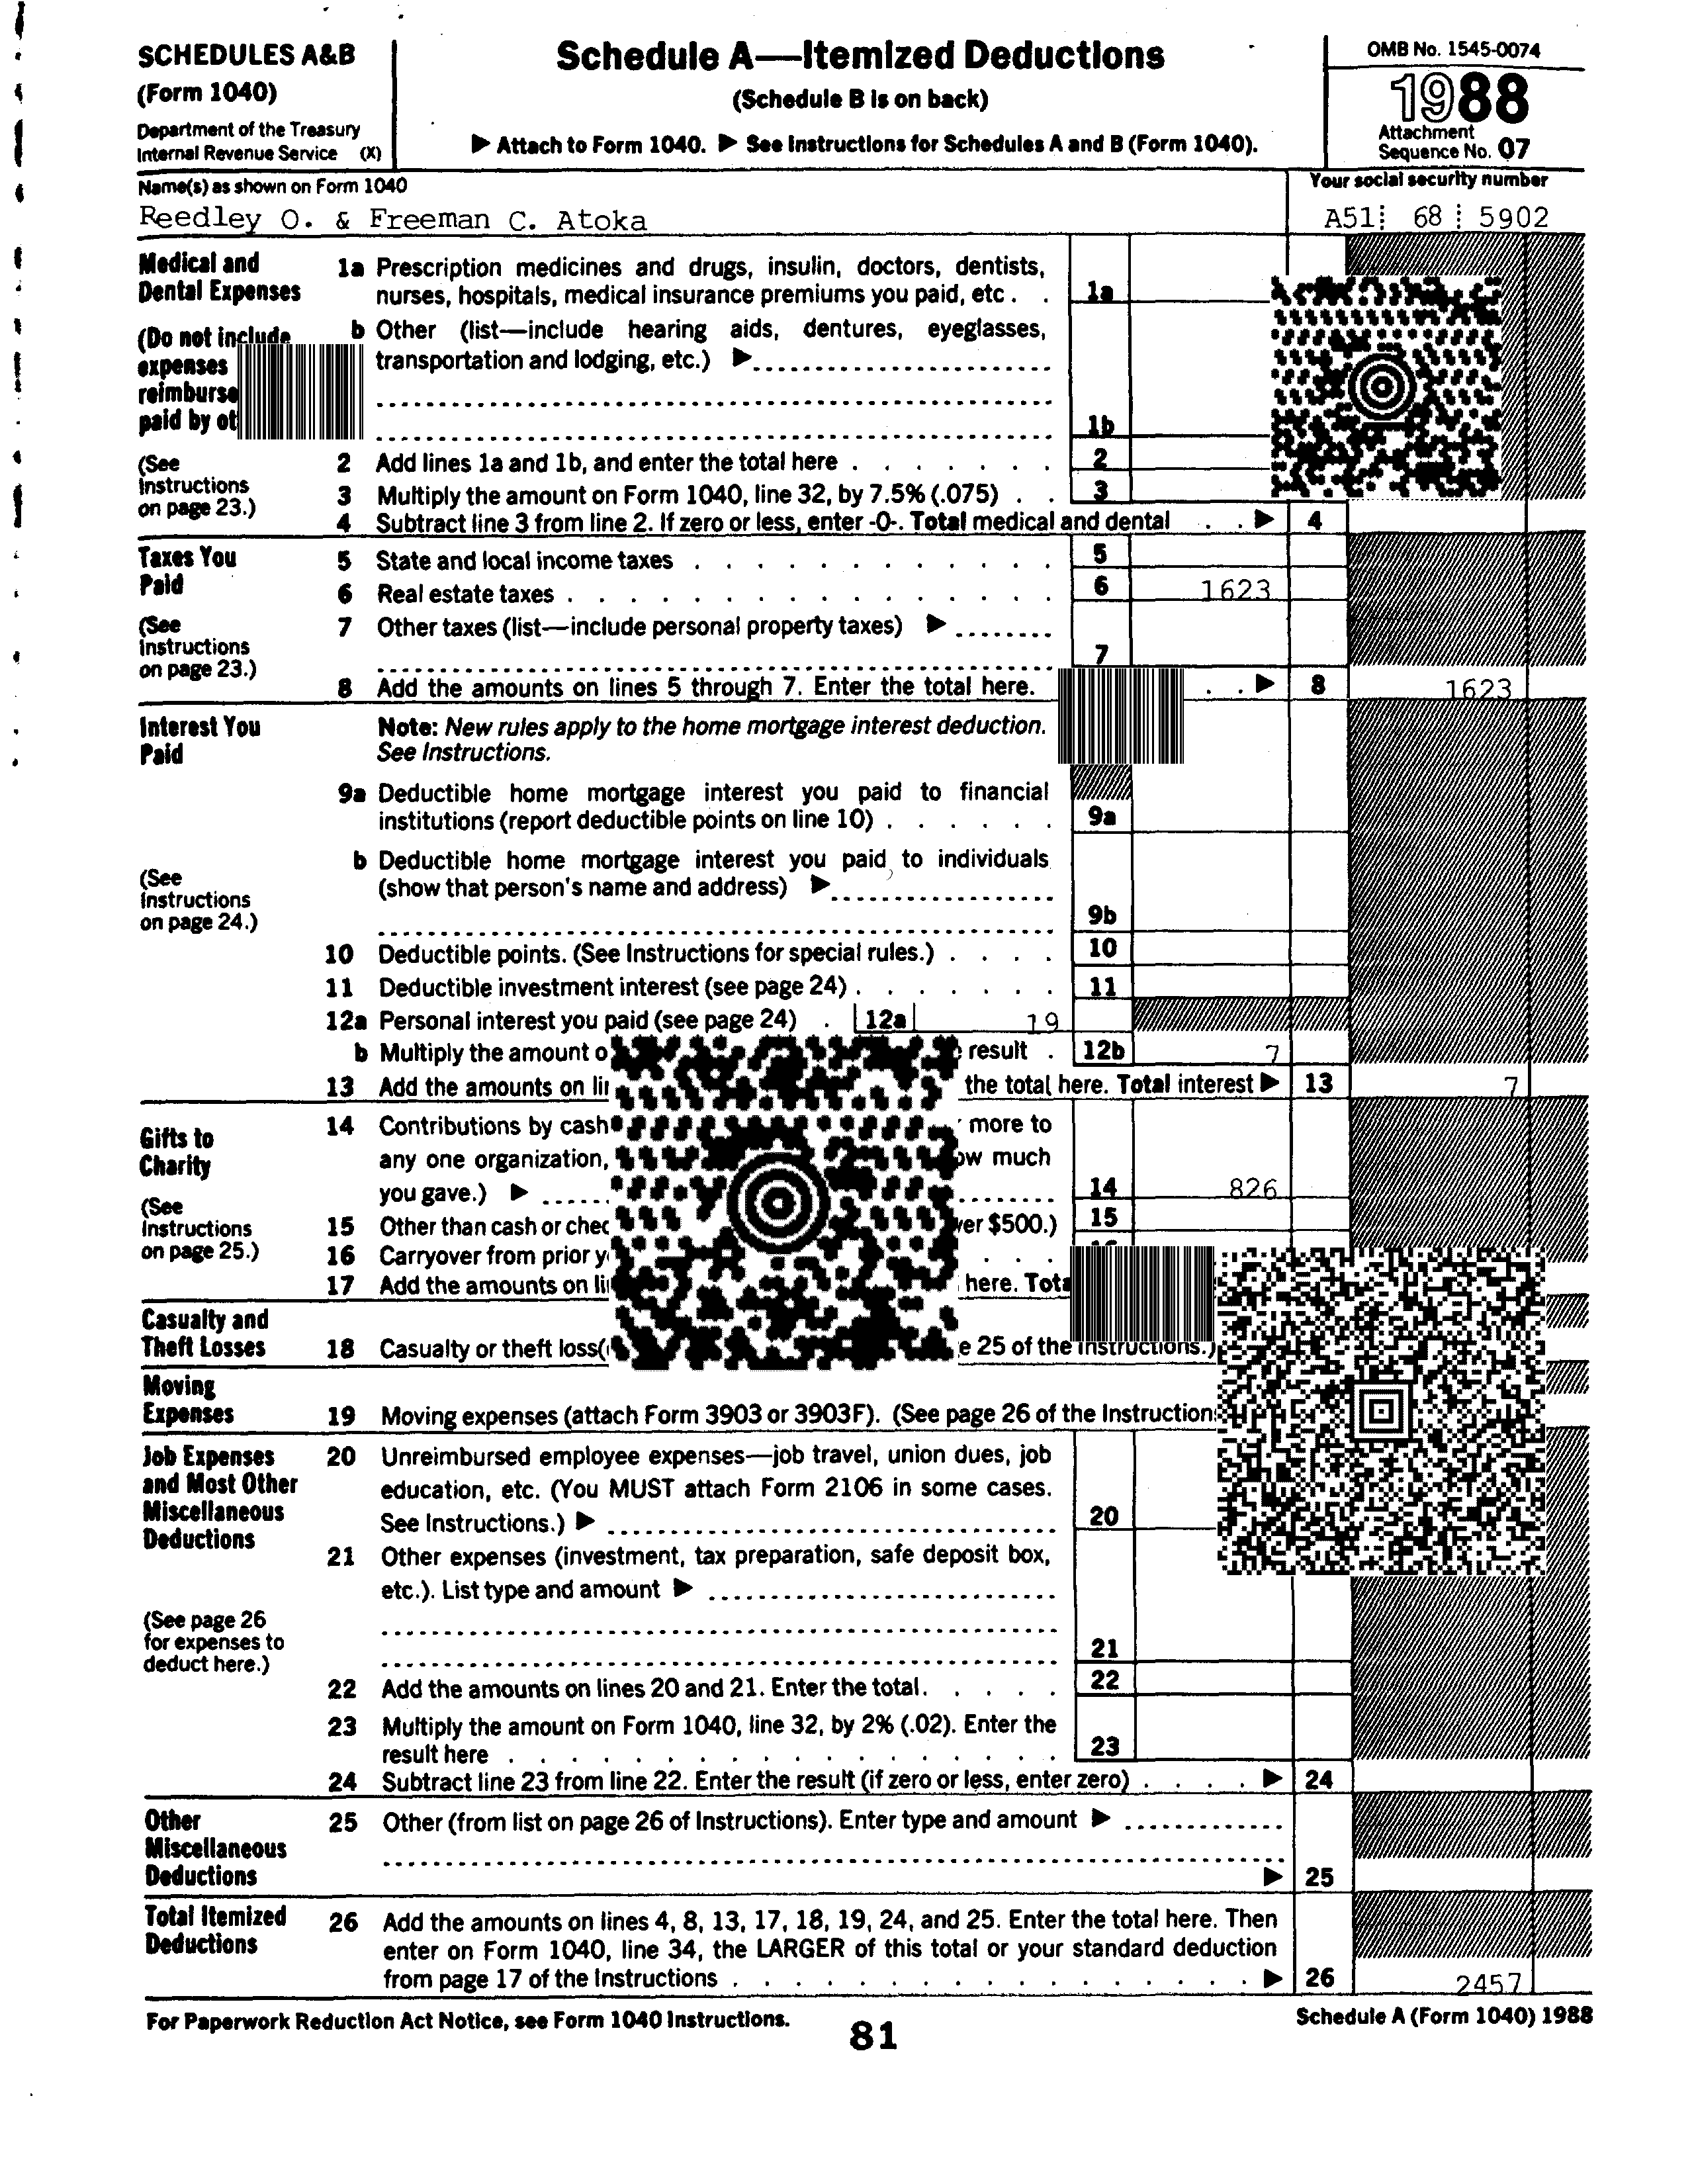 SCHEDULES A&B
(Form 1040)
Department of the Treasury
Internal Revenue Service (X)
Schedule A—Itemized Deductions
(Schedule B is on back)
▶ Attach to Form 1040. ▶ See Instructions for Schedules A and B (Form 1040).
OMB No. 1545-0074
1988
Attachment
Sequence No. 07
Name(s) as shown on Form 1040
Reedley O. & Freeman C. Atoka
Your social security number
A51 68 5902
Medical and
Dental Expenses
(Do not include
expenses
paid by
(See
Instructions
on page 23.)
1a Prescription medicines and drugs, insulin, doctors, dentists,
nurses, hospitals, medical insurance premiums you paid, etc . . 1a
b Other (list—include hearing aids, dentures, eyeglasses,
transportation and lodging, etc.) ▶
1b
2 Add lines 1a and 1b, and enter the total here . . . . . . . 2
3 Multiply the amount on Form 1040, line 32, by 7.5% (.075) . . 3
4 Subtract line 3 from line 2. If zero or less, enter -0-. Total medical and dental . . ▶ 4
Taxes You
Paid
(See
Instructions
on page 23.)
5 State and local income taxes . . . . . . . . . . . . 5
6 Real estate taxes . . . . . . . . . . . . . . . . 6 1623
7 Other taxes (list—include personal property taxes) ▶
7
8 Add the amounts on lines 5 through 7. Enter the total here. . . ▶ 8 1623
Interest You
Paid
(See
Instructions
on page 24.)
Note: New rules apply to the home mortgage interest deduction.
See Instructions.
9a Deductible home mortgage interest you paid to financial
institutions (report deductible points on line 10) . . . . . . 9a
b Deductible home mortgage interest you paid to individuals
(show that person's name and address) ▶
9b
10 Deductible points. (See Instructions for special rules.) . . . . 10
11 Deductible investment interest (see page 24) . . . . . . . 11
12a Personal interest you paid (see page 24) . 12a 19
b Multiply the amount result . 12b 7
13 Add the amounts on the total here. Total interest ▶ 13 7
Gifts to
Charity
(See
Instructions
on page 25.)
14 Contributions by cash more to
any one organization, much
you gave.) ▶ 14 826
15 Other than cash or $500.) 15
16 Carryover from prior
17 Add the amounts on here.
Casualty and
Theft Losses
18 Casualty or theft 25 of the Instructions.)
Moving
Expenses
19 Moving expenses (attach Form 3903 or 3903F). (See page 26 of the
Job Expenses
and Most Other
Miscellaneous
Deductions
(See page 26
for expenses to
deduct here.)
20 Unreimbursed employee expenses—job travel, union dues, job
education, etc. (You MUST attach Form 2106 in some cases.
See Instructions.) ▶ 20
21 Other expenses (investment, tax preparation, safe deposit box,
etc.). List type and amount ▶
21
22 Add the amounts on lines 20 and 21. Enter the total. . . . . 22
23 Multiply the amount on Form 1040, line 32, by 2% (.02). Enter the
result here . . . . . . . . . . . . . . . . . 23
24 Subtract line 23 from line 22. Enter the result (if zero or less, enter zero) . . . . ▶ 24
Other
Miscellaneous
Deductions
25 Other (from list on page 26 of Instructions). Enter type and amount ▶
▶ 25
Total Itemized
Deductions
26 Add the amounts on lines 4, 8, 13, 17, 18, 19, 24, and 25. Enter the total here. Then
enter on Form 1040, line 34, the LARGER of this total or your standard deduction
from page 17 of the Instructions . . . . . . . . . . . . . . . . ▶ 26 2457
For Paperwork Reduction Act Notice, see Form 1040 Instructions.
Schedule A (Form 1040) 1988
81